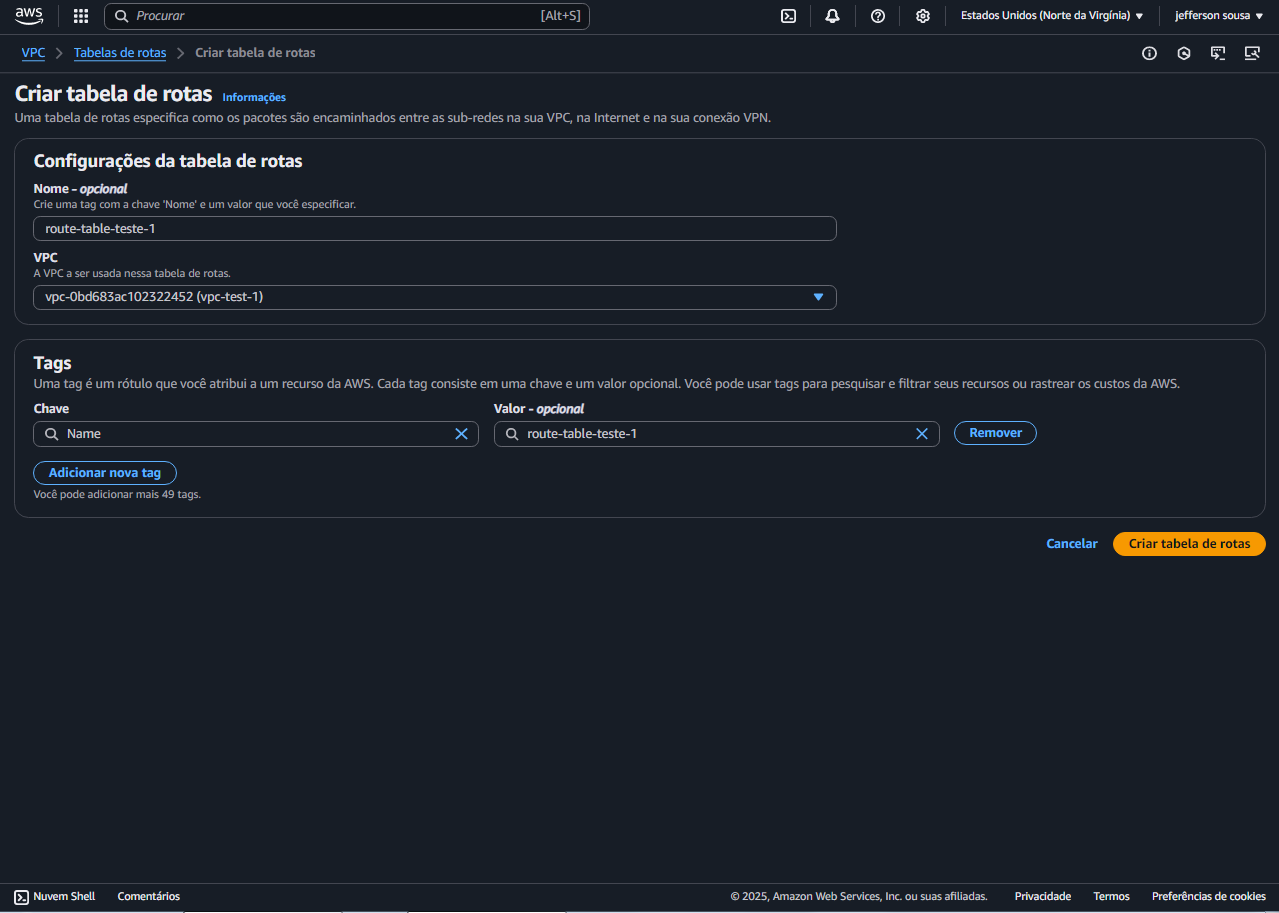 aws
Procurar [Alt+S] Estados Unidos (Norte da Virgínia) jefferson sousa
VPC Tabelas de rotas Criar tabela de rotas
Criar tabela de rotas Informações
Uma tabela de rotas especifica como os pacotes são encaminhados entre as sub-redes na sua VPC, na Internet e na sua conexão VPN.
Configurações da tabela de rotas
Nome - opcional
Crie uma tag com a chave 'Nome' e um valor que você especificar.
route-table-teste-1
VPC
A VPC a ser usada nessa tabela de rotas.
vpc-0bd683ac102322452 (vpc-test-1)
Tags
Uma tag é um rótulo que você atribui a um recurso da AWS. Cada tag consiste em uma chave e um valor opcional. Você pode usar tags para pesquisar e filtrar seus recursos ou rastrear os custos da AWS.
Chave Valor - opcional
Name route-table-teste-1 Remover
Adicionar nova tag
Você pode adicionar mais 49 tags.
Cancelar Criar tabela de rotas
Nuvem Shell Comentários © 2025, Amazon Web Services, Inc. ou suas afiliadas. Privacidade Termos Preferências de cookies